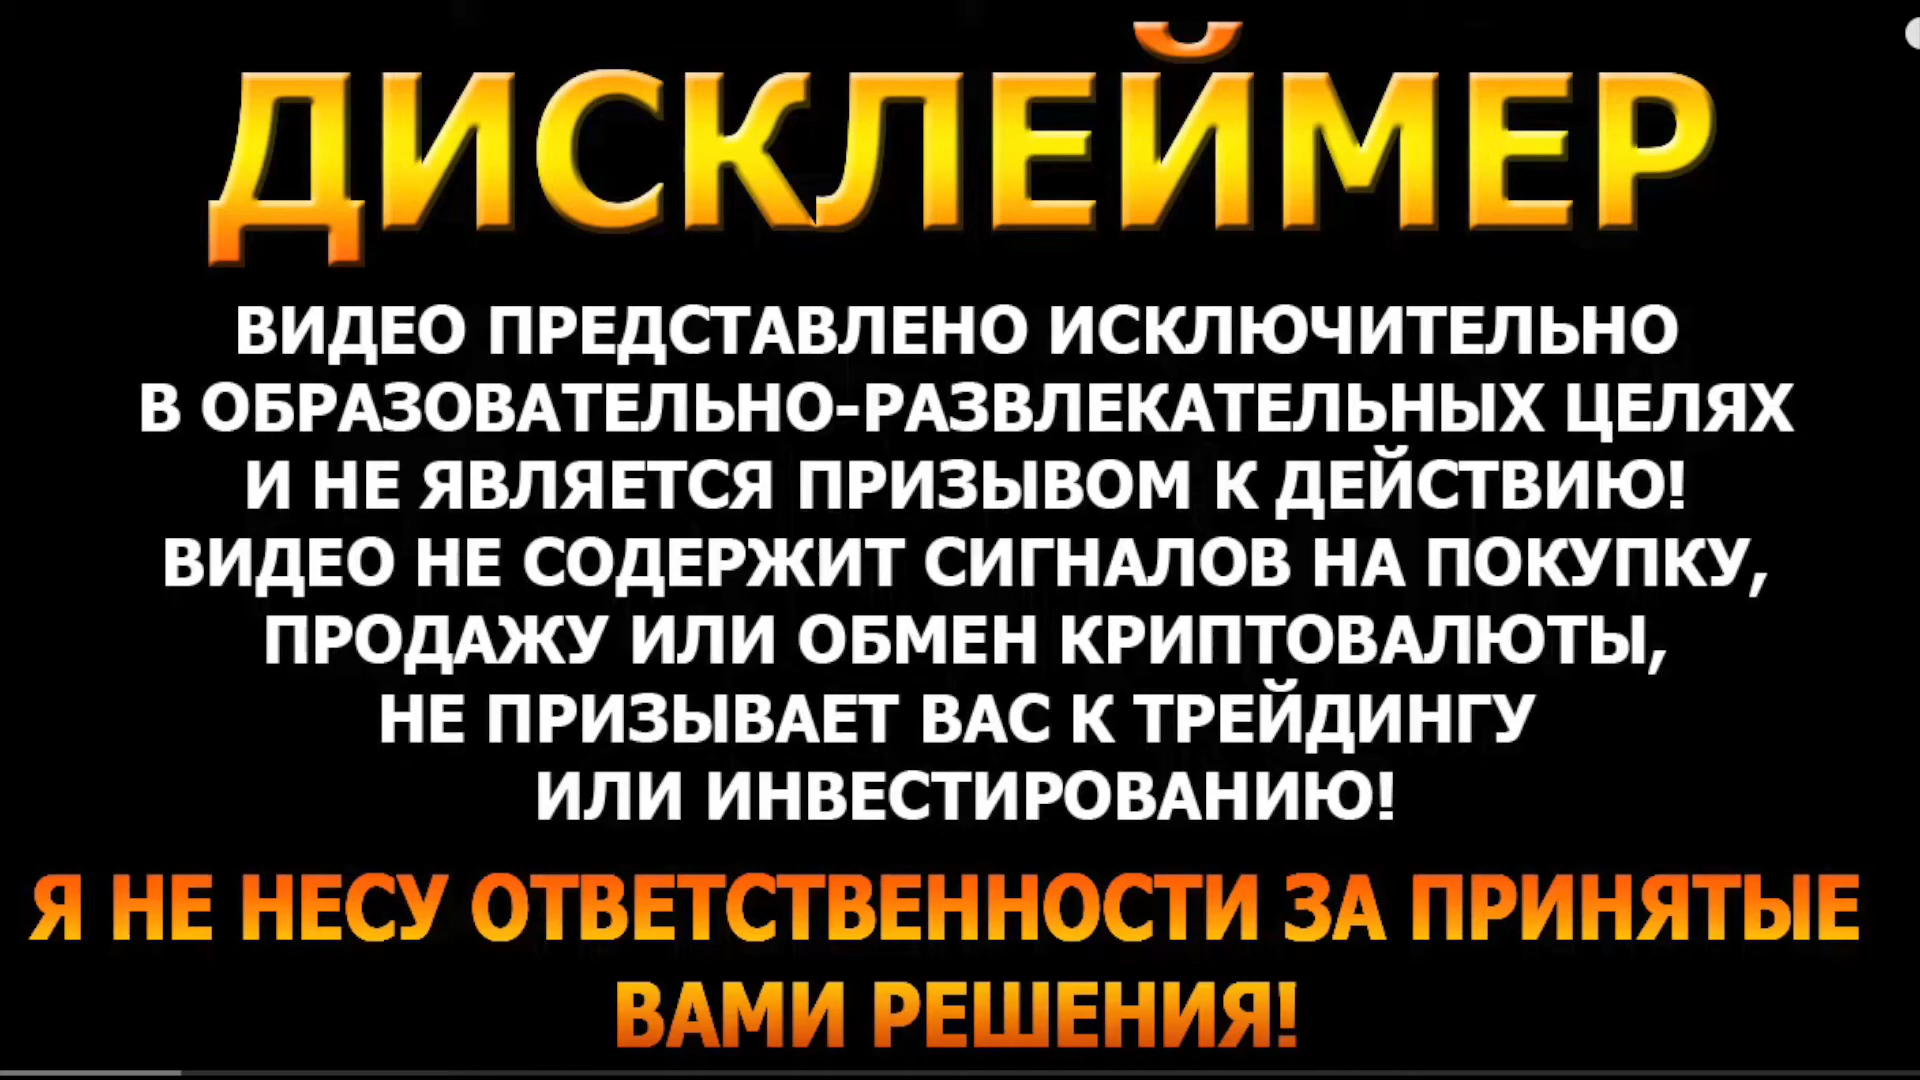 ДИСКЛЕЙМЕР
ВИДЕО ПРЕДСТАВЛЕНО ИСКЛЮЧИТЕЛЬНО
В ОБРАЗОВАТЕЛЬНО-РАЗВЛЕКАТЕЛЬНЫХ ЦЕЛЯХ
И НЕ ЯВЛЯЕТСЯ ПРИЗЫВОМ К ДЕЙСТВИЮ!
ВИДЕО НЕ СОДЕРЖИТ СИГНАЛОВ НА ПОКУПКУ,
ПРОДАЖУ ИЛИ ОБМЕН КРИПТОВАЛЮТЫ,
НЕ ПРИЗЫВАЕТ ВАС К ТРЕЙДИНГУ
ИЛИ ИНВЕСТИРОВАНИЮ!
Я НЕ НЕСУ ОТВЕТСТВЕННОСТИ ЗА ПРИНЯТЫЕ
ВАМИ РЕШЕНИЯ!